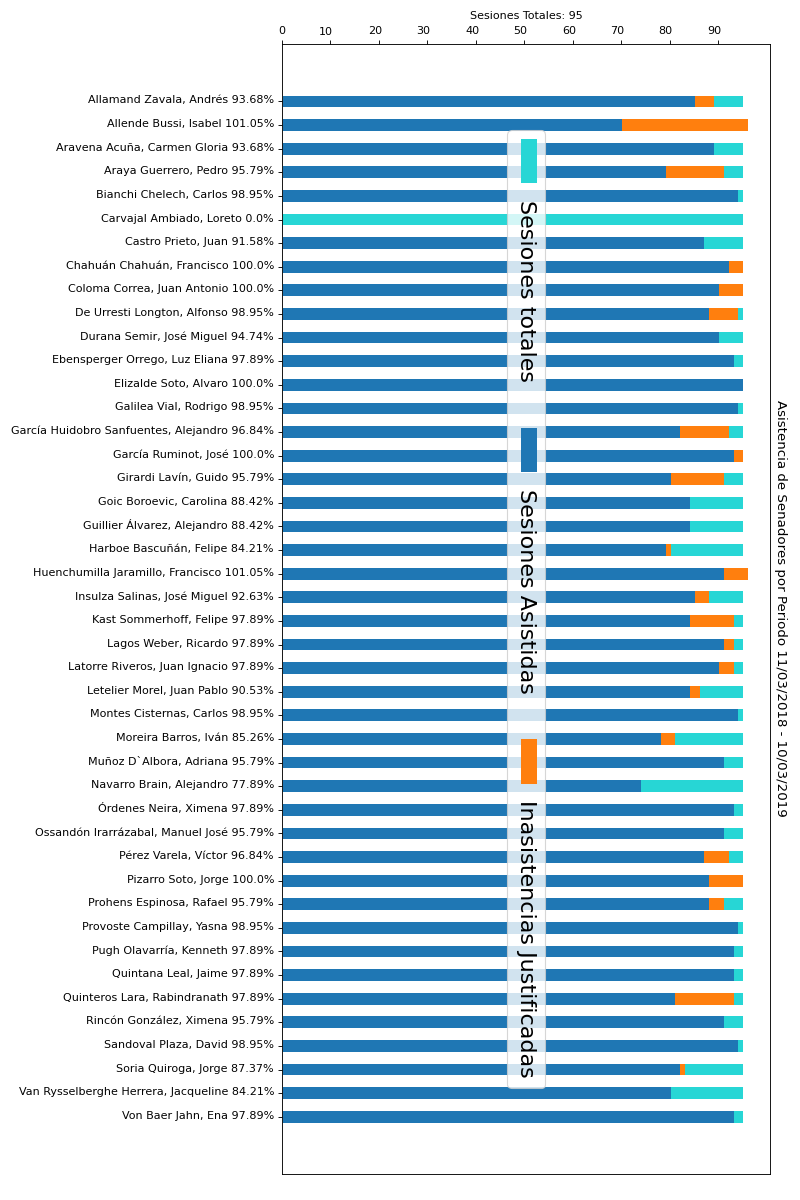 Sesiones Totales: 95
0 10 20 30 40 50 60 70 80 90
Allamand Zavala, Andrés 93.68%
Allende Bussi, Isabel 101.05%
Aravena Acuña, Carmen Gloria 93.68%
Araya Guerrero, Pedro 95.79%
Bianchi Chelech, Carlos 98.95%
Carvajal Ambiado, Loreto 0.0%
Castro Prieto, Juan 91.58%
Chahuán Chahuán, Francisco 100.0%
Coloma Correa, Juan Antonio 100.0%
De Urresti Longton, Alfonso 98.95%
Durana Semir, José Miguel 94.74%
Ebensperger Orrego, Luz Eliana 97.89%
Elizalde Soto, Alvaro 100.0%
Galilea Vial, Rodrigo 98.95%
García Huidobro Sanfuentes, Alejandro 96.84%
García Ruminot, José 100.0%
Girardi Lavín, Guido 95.79%
Goic Boroevic, Carolina 88.42%
Guillier Álvarez, Alejandro 88.42%
Harboe Bascuñán, Felipe 84.21%
Huenchumilla Jaramillo, Francisco 101.05%
Insulza Salinas, José Miguel 92.63%
Kast Sommerhoff, Felipe 97.89%
Lagos Weber, Ricardo 97.89%
Latorre Riveros, Juan Ignacio 97.89%
Letelier Morel, Juan Pablo 90.53%
Montes Cisternas, Carlos 98.95%
Moreira Barros, Iván 85.26%
Muñoz D`Albora, Adriana 95.79%
Navarro Brain, Alejandro 77.89%
Órdenes Neira, Ximena 97.89%
Ossandón Irarrázabal, Manuel José 95.79%
Pérez Varela, Víctor 96.84%
Pizarro Soto, Jorge 100.0%
Prohens Espinosa, Rafael 95.79%
Provoste Campillay, Yasna 98.95%
Pugh Olavarría, Kenneth 97.89%
Quintana Leal, Jaime 97.89%
Quinteros Lara, Rabindranath 97.89%
Rincón González, Ximena 95.79%
Sandoval Plaza, David 98.95%
Soria Quiroga, Jorge 87.37%
Van Rysselberghe Herrera, Jacqueline 84.21%
Von Baer Jahn, Ena 97.89%
Sesiones totales
Sesiones Asistidas
Inasistencias Justificadas
Asistencia de Senadores por Periodo 11/03/2018 - 10/03/2019